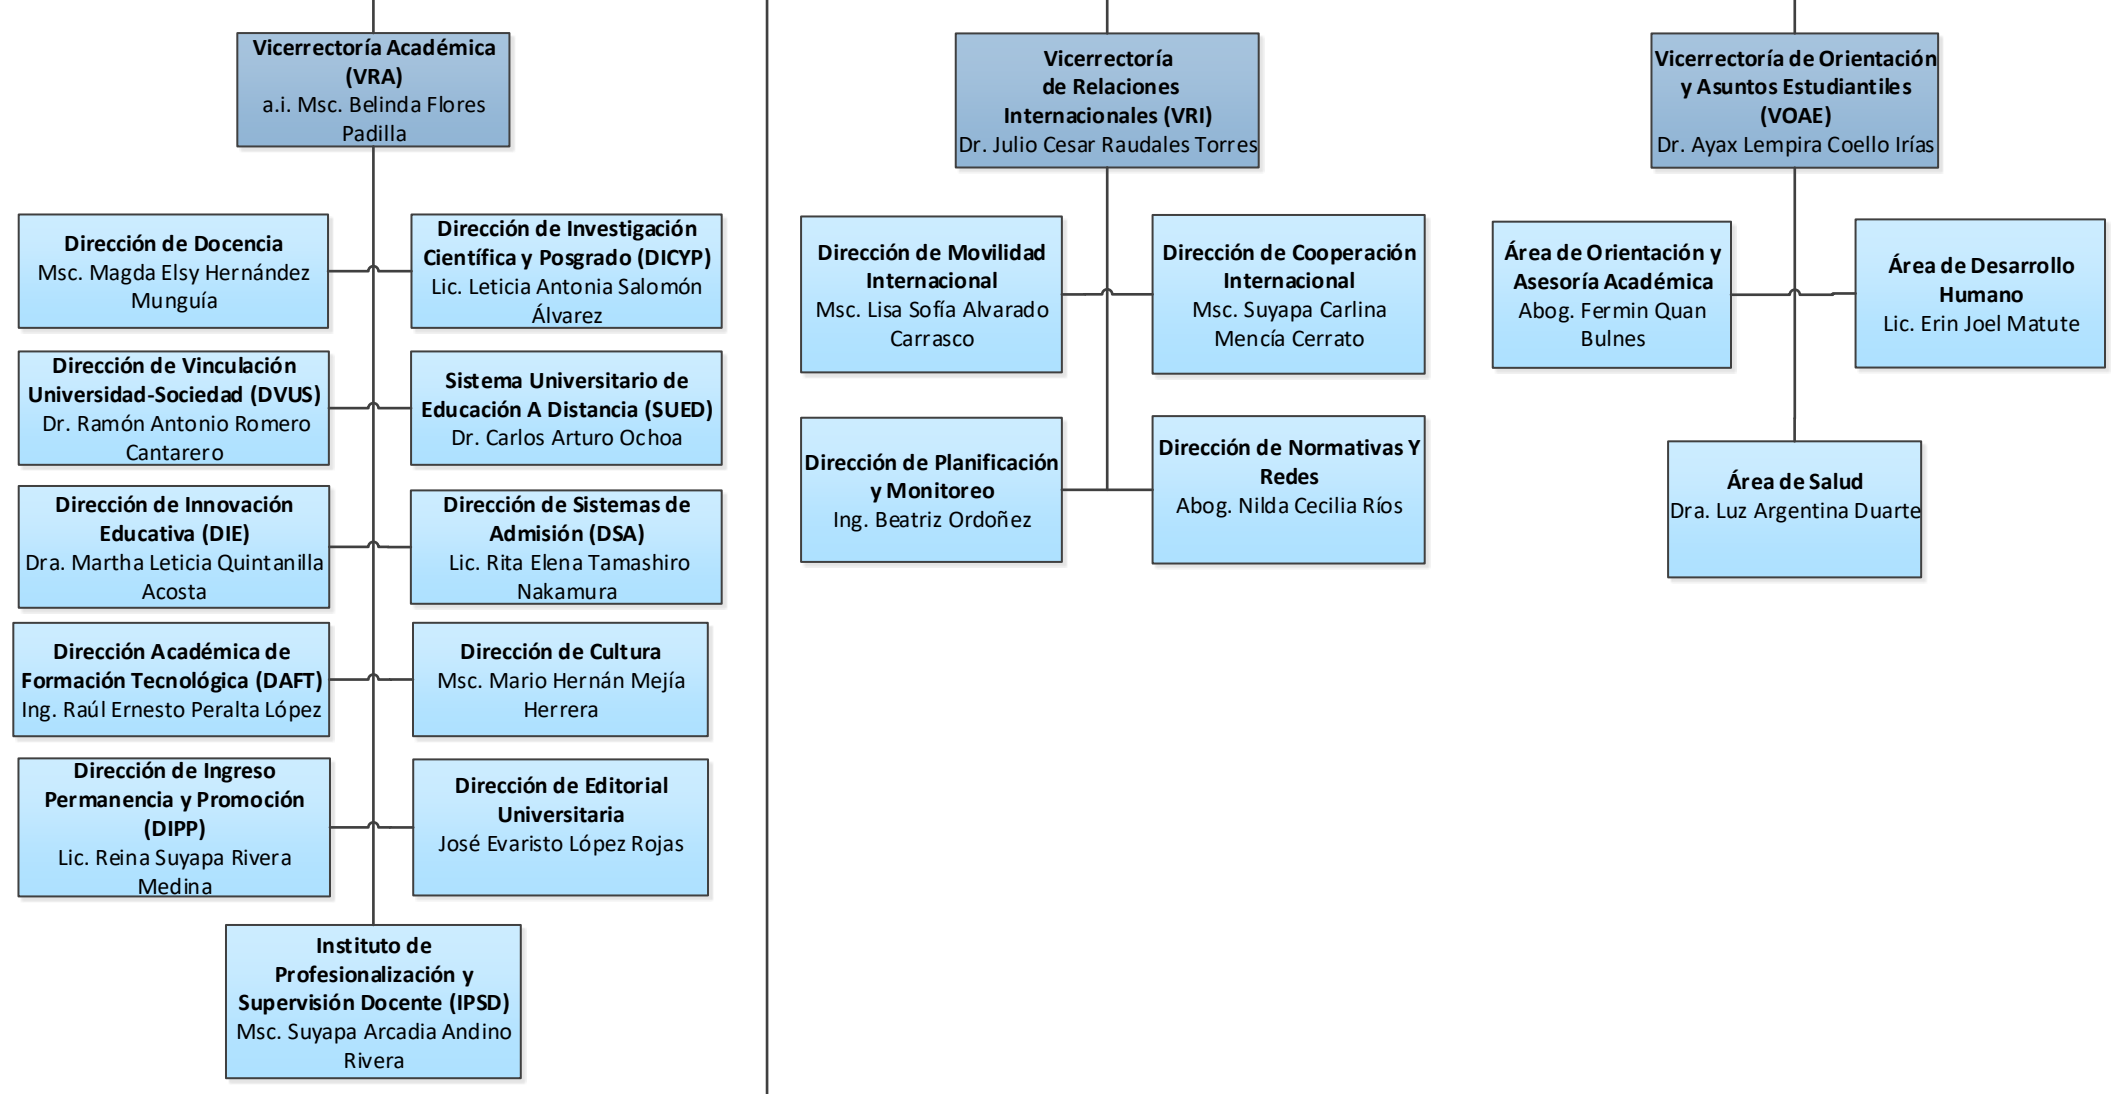 Vicerrectoría Académica
(VRA)
a.i. Msc. Belinda Flores
Padilla
Dirección de Docencia
Msc. Magda Elsy Hernández
Munguía
Dirección de Investigación
Científica y Posgrado (DICYP)
Lic. Leticia Antonia Salomón
Álvarez
Dirección de Vinculación
Universidad-Sociedad (DVUS)
Dr. Ramón Antonio Romero
Cantarero
Sistema Universitario de
Educación A Distancia (SUED)
Dr. Carlos Arturo Ochoa
Dirección de Innovación
Educativa (DIE)
Dra. Martha Leticia Quintanilla
Acosta
Dirección de Sistemas de
Admisión (DSA)
Lic. Rita Elena Tamashiro
Nakamura
Dirección Académica de
Formación Tecnológica (DAFT)
Ing. Raúl Ernesto Peralta López
Dirección de Cultura
Msc. Mario Hernán Mejía
Herrera
Dirección de Ingreso
Permanencia y Promoción
(DIPP)
Lic. Reina Suyapa Rivera
Medina
Dirección de Editorial
Universitaria
José Evaristo López Rojas
Instituto de
Profesionalización y
Supervisión Docente (IPSD)
Msc. Suyapa Arcadia Andino
Rivera
Vicerrectoría
de Relaciones
Internacionales (VRI)
Dr. Julio Cesar Raudales Torres
Dirección de Movilidad
Internacional
Msc. Lisa Sofía Alvarado
Carrasco
Dirección de Cooperación
Internacional
Msc. Suyapa Carlina
Mencía Cerrato
Dirección de Planificación
y Monitoreo
Ing. Beatriz Ordoñez
Dirección de Normativas Y
Redes
Abog. Nilda Cecilia Ríos
Vicerrectoría de Orientación
y Asuntos Estudiantiles
(VOAE)
Dr. Ayax Lempira Coello Irías
Área de Orientación y
Asesoría Académica
Abog. Fermin Quan
Bulnes
Área de Desarrollo
Humano
Lic. Erin Joel Matute
Área de Salud
Dra. Luz Argentina Duarte